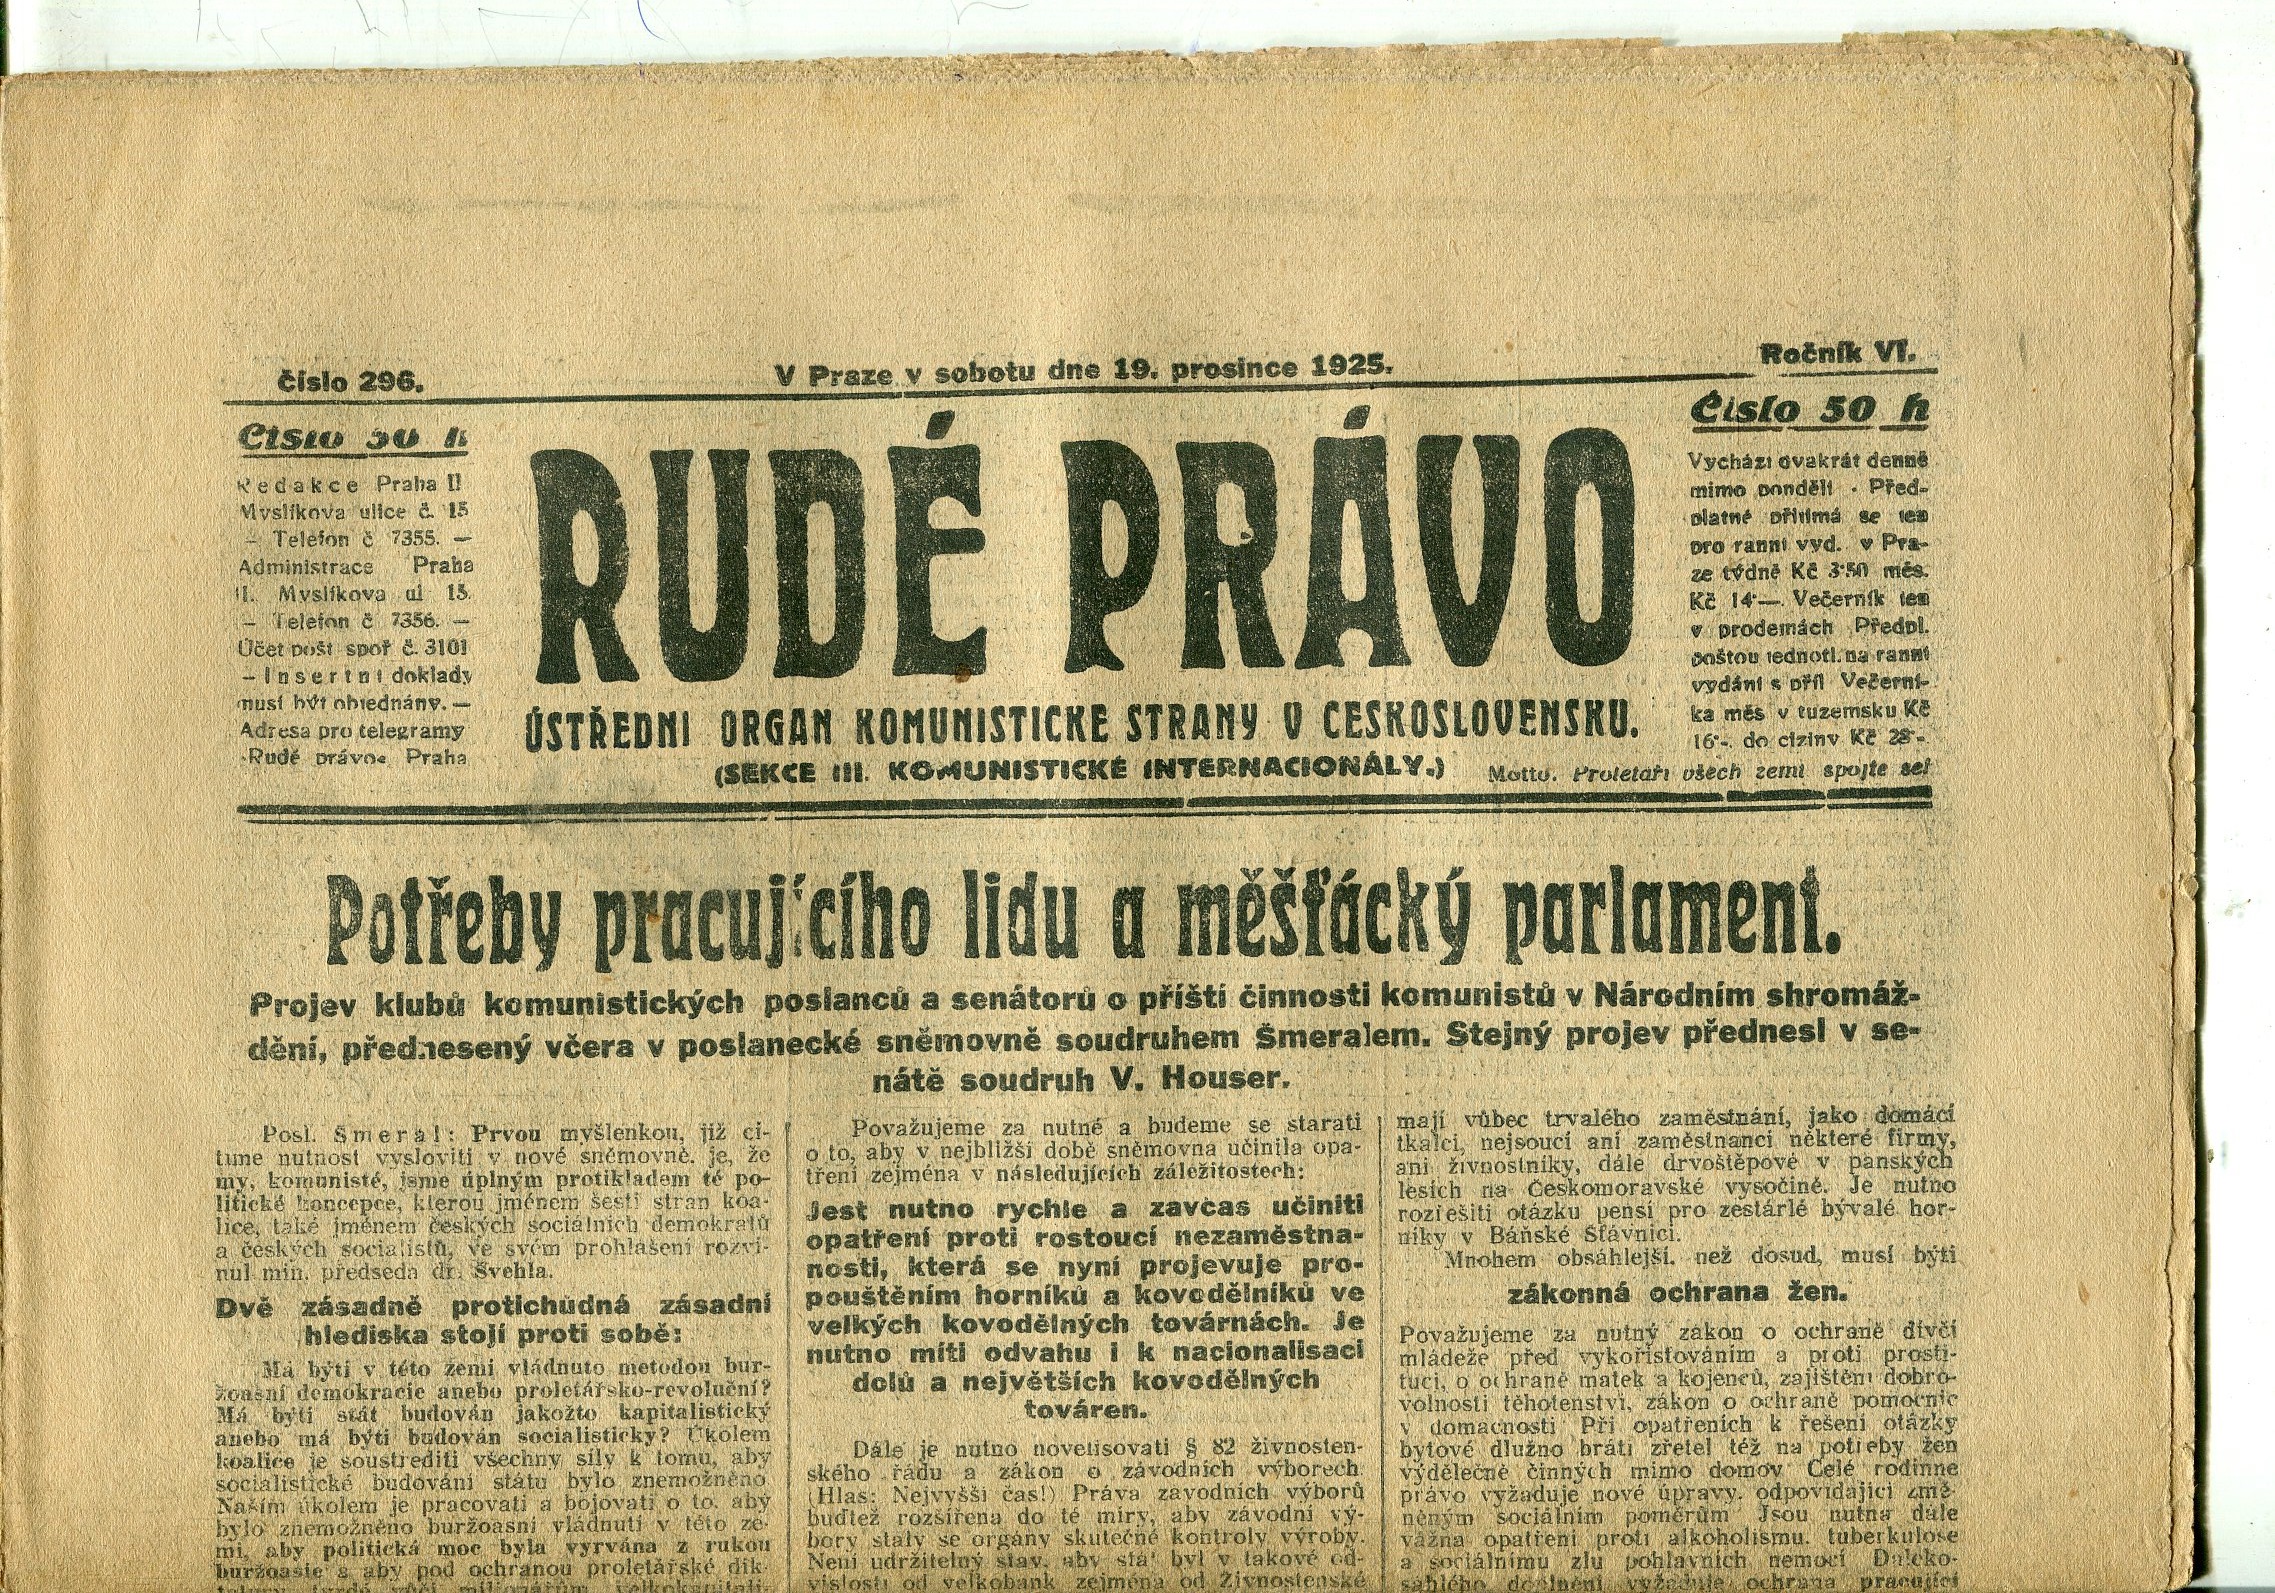 Číslo 296.
V Praze v sobotu dne 19. prosince 1925.
Ročník VI.
Číslo 50 h
Redakce Praha II
Myslíkova ulice č. 15
— Telefon č 7355. —
Administrace Praha
II. Myslíkova ul 15.
— Telefon č 7356. —
Účet pošt spoř č. 3101
— Insertní doklady
musí být objednány. —
Adresa pro telegramy
»Rudé právo« Praha
RUDÉ PRÁVO
ÚSTŘEDNI ORGAN KOMUNISTICKE STRANY V CESKOSLOVENSKU.
(SEKCE III. KOMUNISTICKÉ INTERNACIONÁLY.)
Motto. Proletáři všech zemí spojte se!
Číslo 50 h
Vychází dvakrát denně
mimo pondělí · Před-
platné přijímá se jen
pro ranní vyd. v Pra-
ze týdně Kč 3·50 měs.
Kč 14·—. Večerník jen
v prodejnách Předpl.
poštou jednotl. na ranní
vydání s příl Večerní-
ka měs v tuzemsku Kč
16·-, do ciziny Kč 28·-
Potřeby pracujícího lidu a měšťácký parlament.
Projev klubů komunistických poslanců a senátorů o příští činnosti komunistů v Národním shromáž-
dění, přednesený včera v poslanecké sněmovně soudruhem Šmeralem. Stejný projev přednesl v se-
nátě soudruh V. Houser.
Posl. Šmeral: Prvou myšlenkou, již cí-
tíme nutnost vysloviti v nové sněmovně, je, že
my, komunisté, jsme úplným protikladem té po-
litické koncepce, kterou jménem šesti stran koa-
lice, také jménem českých sociálních demokratů
a českých socialistů, ve svém prohlášení rozvi-
nul min. předseda dr. Švehla.
Dvě zásadně protichůdná zásadní
hlediska stojí proti sobě:
Má býti v této zemi vládnuto metodou bur-
žoasní demokracie anebo proletářsko-revoluční?
Má býti stát budován jakožto kapitalistický
anebo má býti budován socialisticky? Úkolem
koalice je soustřediti všechny síly k tomu, aby
socialistické budování státu bylo znemožněno.
Naším úkolem je pracovati a bojovati o to, aby
bylo znemožněno buržoasní vládnutí v této ze-
mi, aby politická moc byla vyrvána z rukou
buržoasie a aby pod ochranou proletářské dik-
Považujeme za nutné a budeme se starati
o to, aby v nejbližší době sněmovna učinila opa-
tření zejména v následujících záležitostech:
Jest nutno rychle a zavčas učiniti
opatření proti rostoucí nezaměstna-
nosti, která se nyní projevuje pro-
pouštěním horníků a kovodělníků ve
velkých kovodělných továrnách. Je
nutno míti odvahu i k nacionalisaci
dolů a největších kovodělných
továren.
Dále je nutno novelisovati § 82 živnosten-
ského řádu a zákon o závodních výborech.
(Hlas: Nejvyšší čas!) Práva závodních výborů
buďtež rozšířena do té míry, aby závodní vý-
bory staly se orgány skutečné kontroly výroby.
Není udržitelný stav, aby stát byl v takové od-
vislosti od velkobank zejména od Živnostenské
mají vůbec trvalého zaměstnání, jako domácí
tkalci, nejsoucí ani zaměstnanci některé firmy,
ani živnostníky, dále drvoštěpové v panských
lesích na Českomoravské vysočině. Je nutno
rozřešiti otázku pensí pro zestárlé bývalé hor-
níky v Báňské Šťávnici.
Mnohem obsáhlejší, než dosud, musí býti
zákonná ochrana žen.
Považujeme za nutný zákon o ochraně dívčí
mládeže před vykořisťováním a proti prosti-
tuci, o ochraně matek a kojenců, zajištění dobro-
volnosti těhotenství, zákon o ochraně pomocnic
v domácnosti Při opatřeních k řešení otázky
bytové dlužno bráti zřetel též na potřeby žen
výdělečně činných mimo domov Celé rodinné
právo vyžaduje nové úpravy, odpovídající změ-
něným sociálním poměrům Jsou nutna dále
vážná opatření proti alkoholismu, tuberkulose
a sociálnímu zlu pohlavních nemocí Daleko-
sáhlého doplnění vyžaduje ochrana pracující